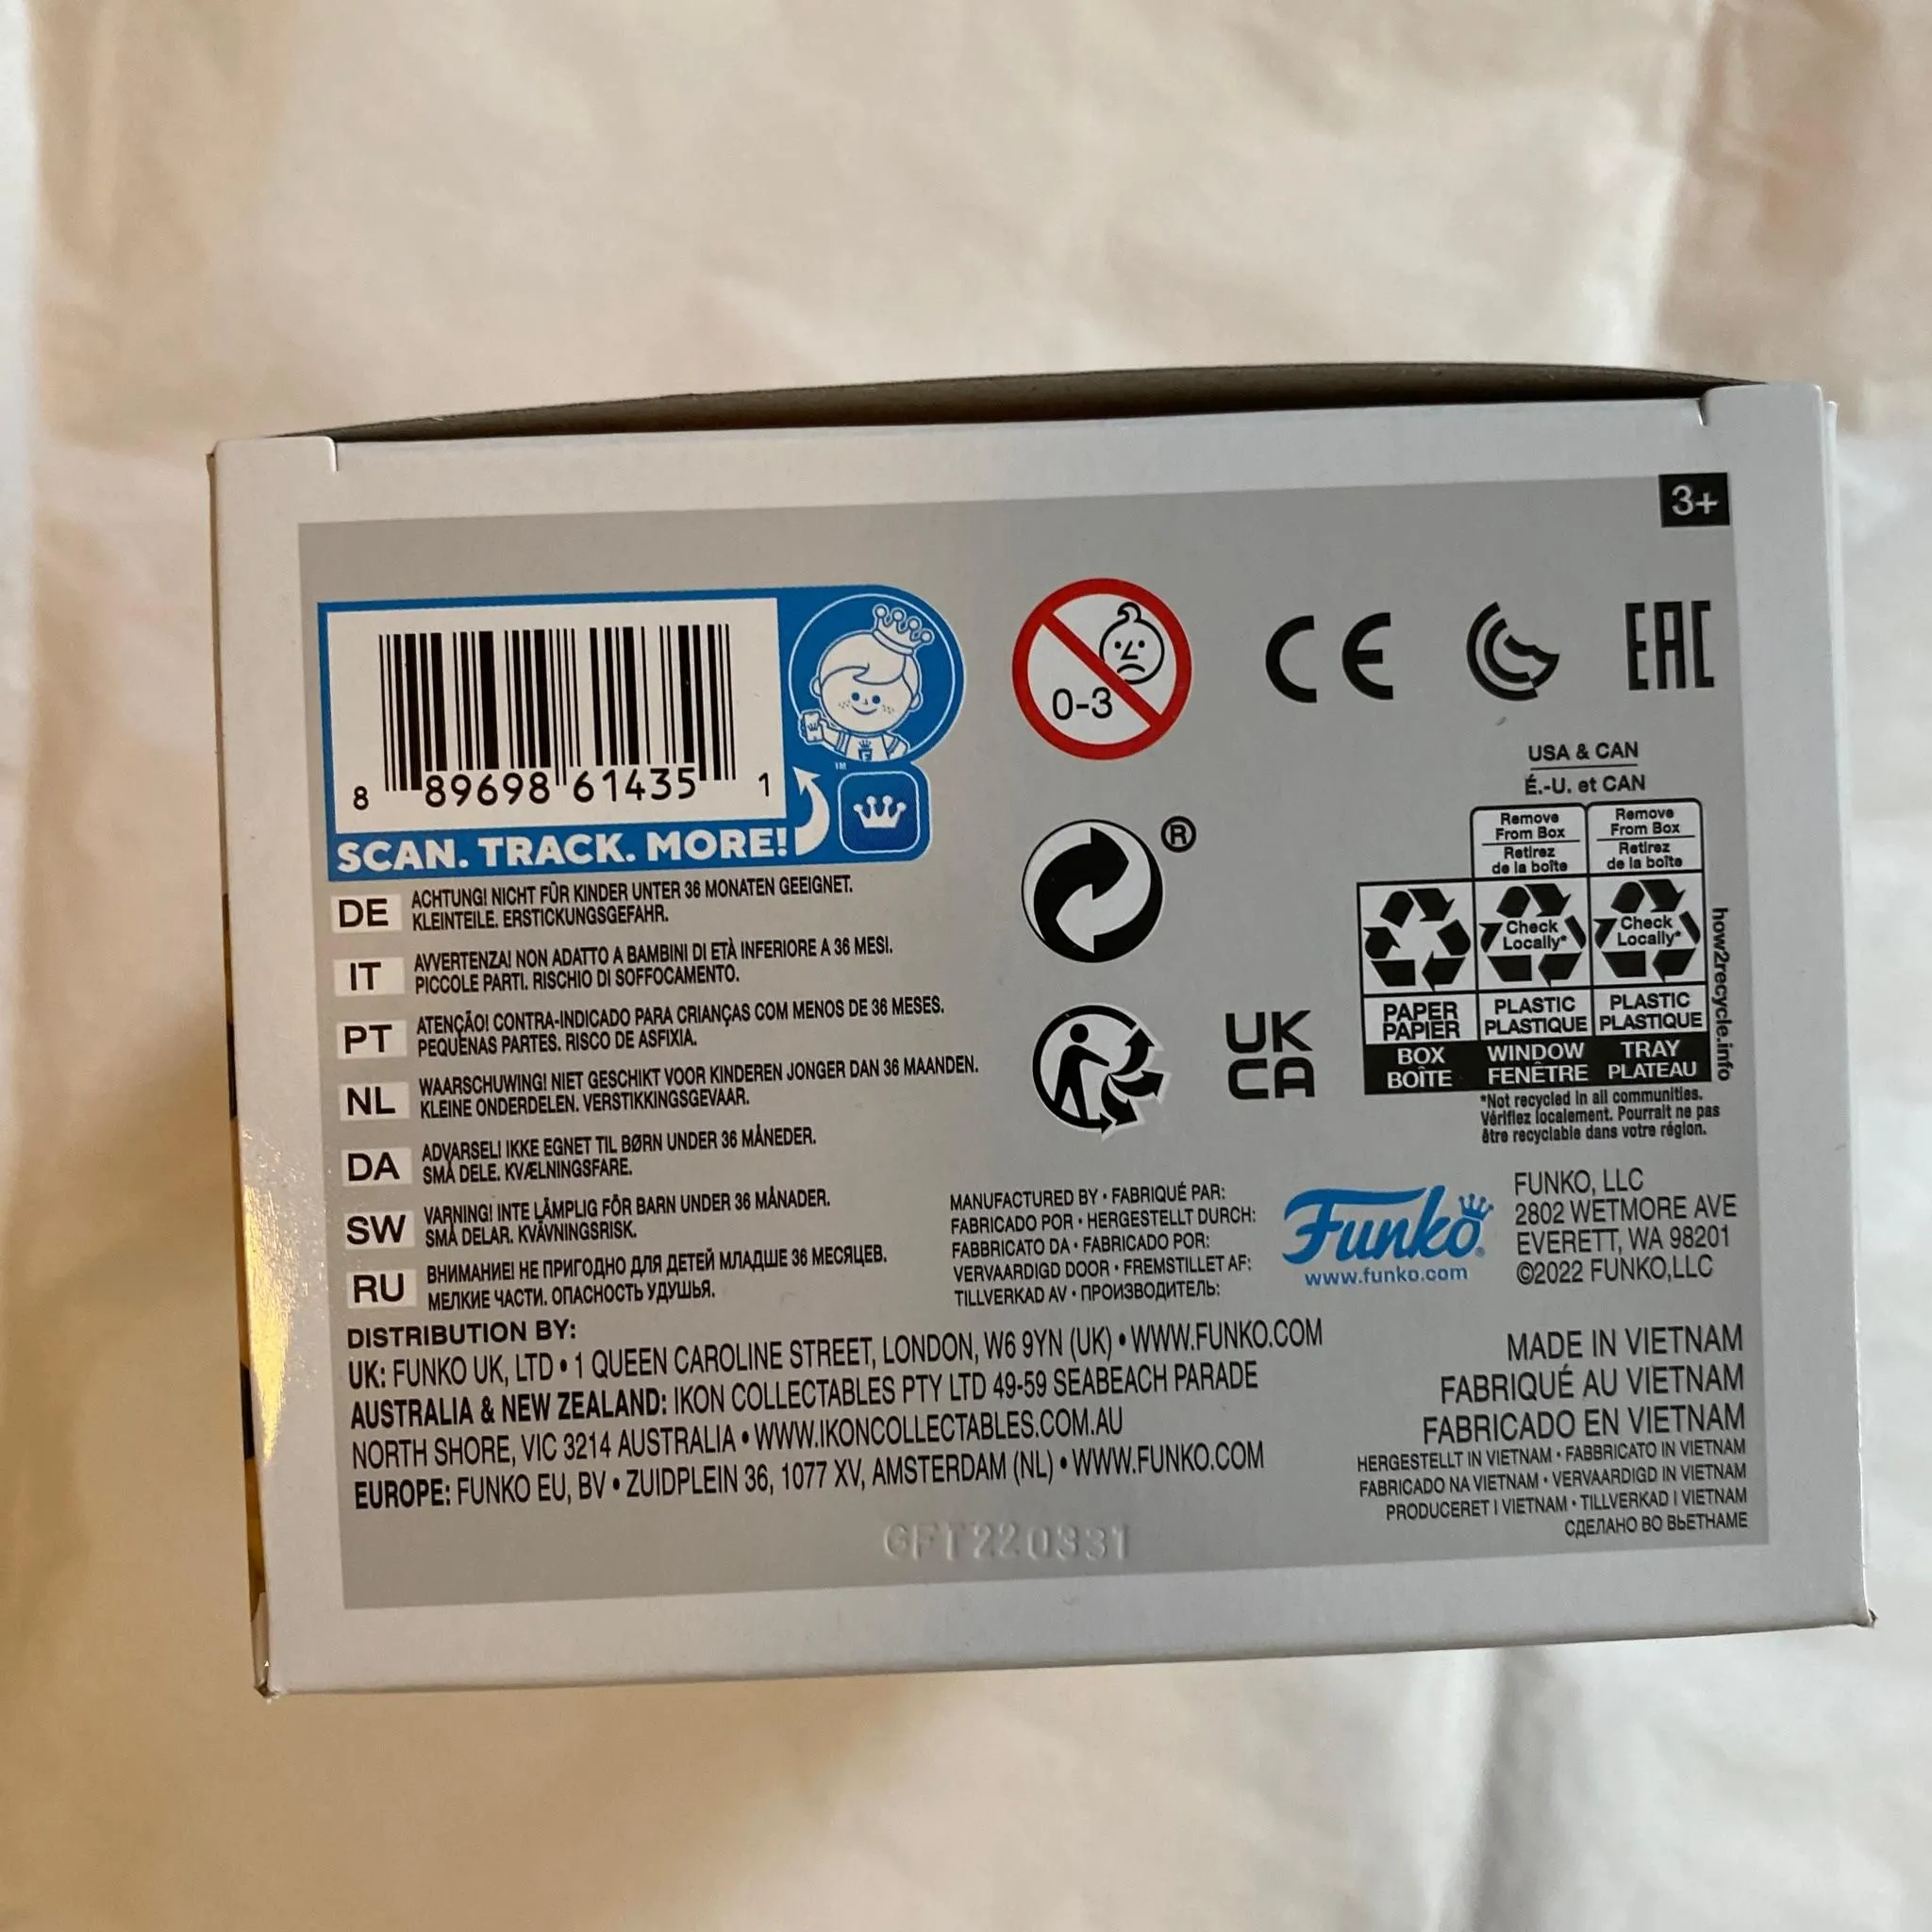 3+
8 89698 61435 1
SCAN. TRACK. MORE!
TM
DE ACHTUNG! NICHT FÜR KINDER UNTER 36 MONATEN GEEIGNET.
KLEINTEILE. ERSTICKUNGSGEFAHR.
IT AVVERTENZA! NON ADATTO A BAMBINI DI ETÀ INFERIORE A 36 MESI.
PICCOLE PARTI. RISCHIO DI SOFFOCAMENTO.
PT ATENÇÃO! CONTRA-INDICADO PARA CRIANÇAS COM MENOS DE 36 MESES.
PEQUENAS PARTES. RISCO DE ASFIXIA.
NL WAARSCHUWING! NIET GESCHIKT VOOR KINDEREN JONGER DAN 36 MAANDEN.
KLEINE ONDERDELEN. VERSTIKKINGSGEVAAR.
DA ADVARSEL! IKKE EGNET TIL BØRN UNDER 36 MÅNEDER.
SMÅ DELE. KVÆLNINGSFARE.
SW VARNING! INTE LÄMPLIG FÖR BARN UNDER 36 MÅNADER.
SMÅ DELAR. KVÄVNINGSRISK.
RU ВНИМАНИЕ! НЕ ПРИГОДНО ДЛЯ ДЕТЕЙ МЛАДШЕ 36 МЕСЯЦЕВ.
МЕЛКИЕ ЧАСТИ. ОПАСНОСТЬ УДУШЬЯ.
0-3
CE
EAC
®
UK
CA
USA & CAN
É.-U. et CAN
Remove
From Box
Retirez
de la boîte
Remove
From Box
Retirez
de la boîte
Check
Locally*
Check
Locally*
PAPER
PAPIER
PLASTIC
PLASTIQUE
PLASTIC
PLASTIQUE
BOX
BOÎTE
WINDOW
FENÊTRE
TRAY
PLATEAU
how2recycle.info
*Not recycled in all communities.
Vérifiez localement. Pourrait ne pas
être recyclable dans votre région.
MANUFACTURED BY • FABRIQUÉ PAR:
FABRICADO POR • HERGESTELLT DURCH:
FABBRICATO DA • FABRICADO POR:
VERVAARDIGD DOOR • FREMSTILLET AF:
TILLVERKAD AV • ПРОИЗВОДИТЕЛЬ:
Funko®
www.funko.com
FUNKO, LLC
2802 WETMORE AVE
EVERETT, WA 98201
©2022 FUNKO,LLC
DISTRIBUTION BY:
UK: FUNKO UK, LTD • 1 QUEEN CAROLINE STREET, LONDON, W6 9YN (UK) • WWW.FUNKO.COM
AUSTRALIA & NEW ZEALAND: IKON COLLECTABLES PTY LTD 49-59 SEABEACH PARADE
NORTH SHORE, VIC 3214 AUSTRALIA • WWW.IKONCOLLECTABLES.COM.AU
EUROPE: FUNKO EU, BV • ZUIDPLEIN 36, 1077 XV, AMSTERDAM (NL) • WWW.FUNKO.COM
MADE IN VIETNAM
FABRIQUÉ AU VIETNAM
FABRICADO EN VIETNAM
HERGESTELLT IN VIETNAM • FABBRICATO IN VIETNAM
FABRICADO NA VIETNAM • VERVAARDIGD IN VIETNAM
PRODUCERET I VIETNAM • TILLVERKAD I VIETNAM
СДЕЛАНО ВО ВЬЕТНАМЕ
GFT220331